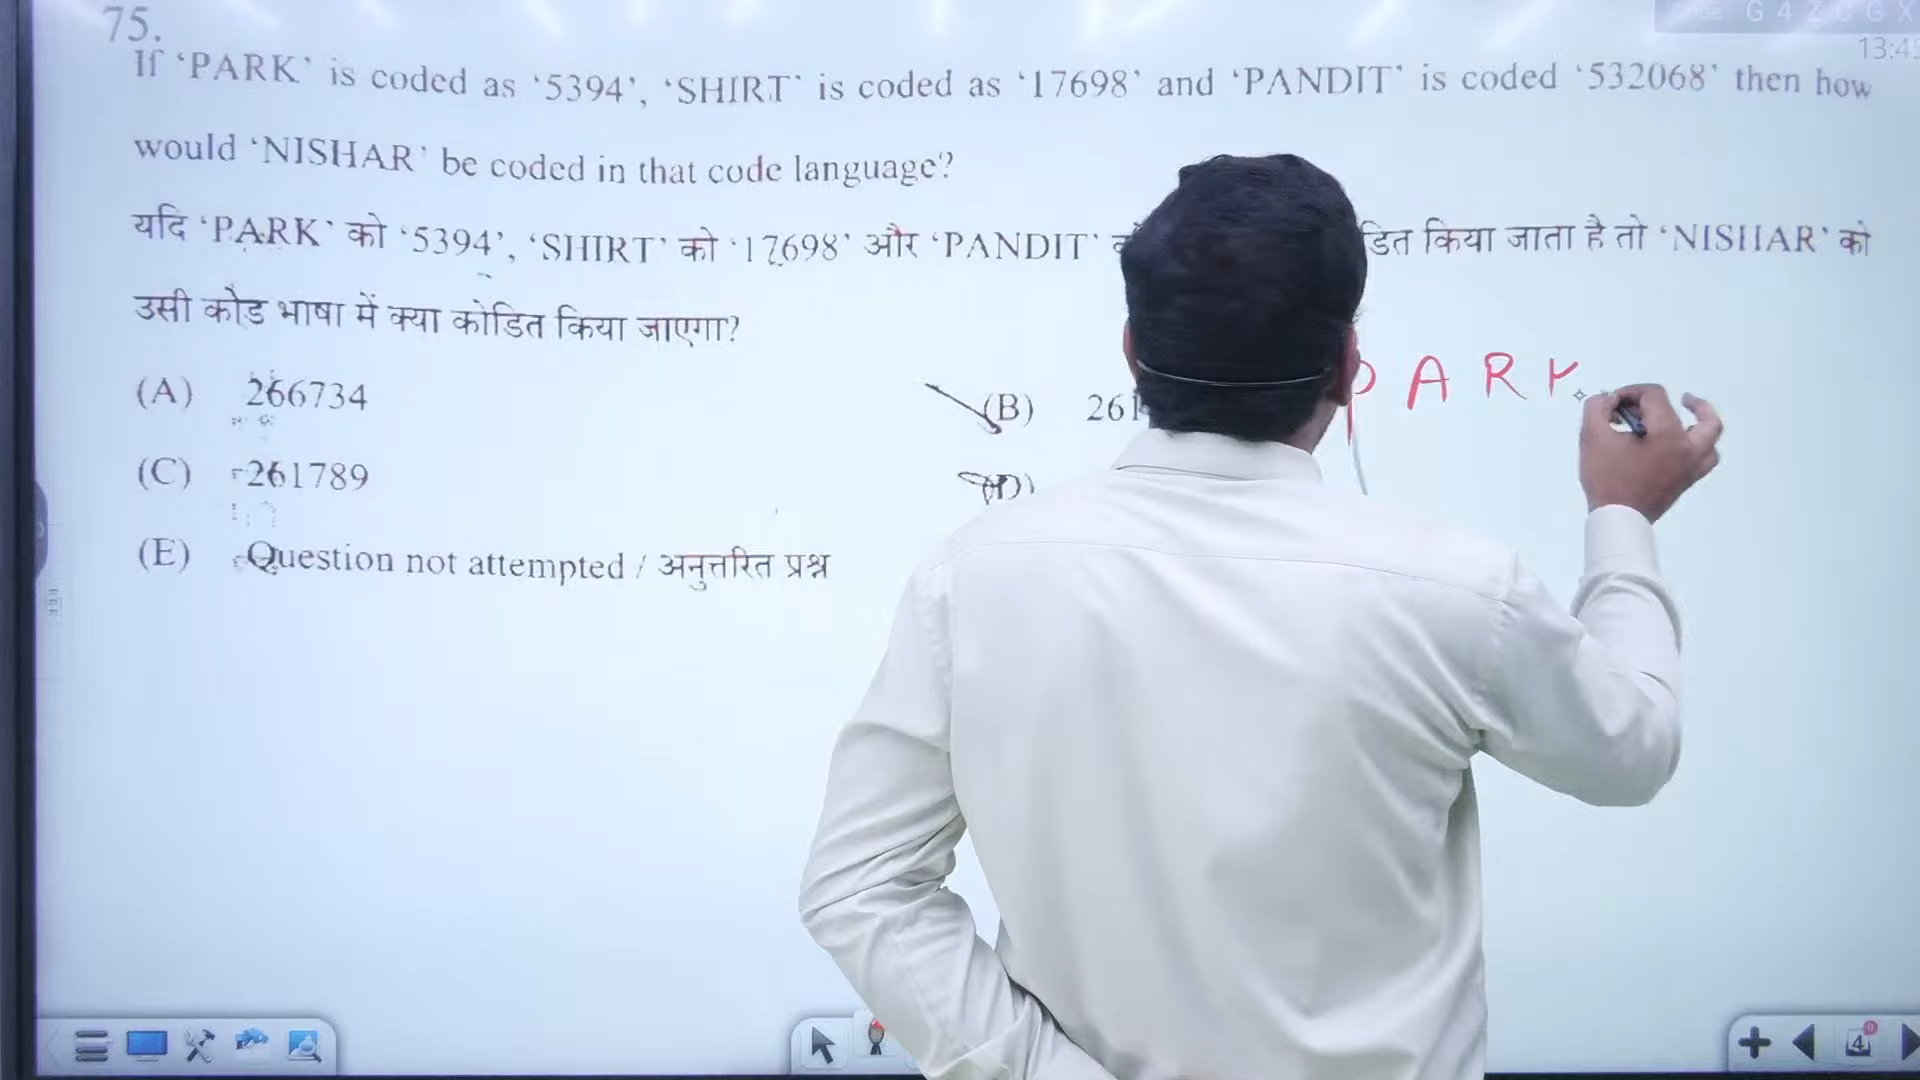 75.
If ‘PARK’ is coded as ‘5394’, ‘SHIRT’ is coded as ‘17698’ and ‘PANDIT’ is coded ‘532068’ then how
would ‘NISHAR’ be coded in that code language?
यदि ‘PARK’ को ‘5394’, ‘SHIRT’ को ‘17698’ और ‘PANDIT’ किया जाता है तो ‘NISHAR’ को
उसी कोड भाषा में क्या कोडित किया जाएगा?
(A) 266734
(B)
(C) 261789
(D)
(E) Question not attempted / अनुत्तरित प्रश्न
P A R K
4